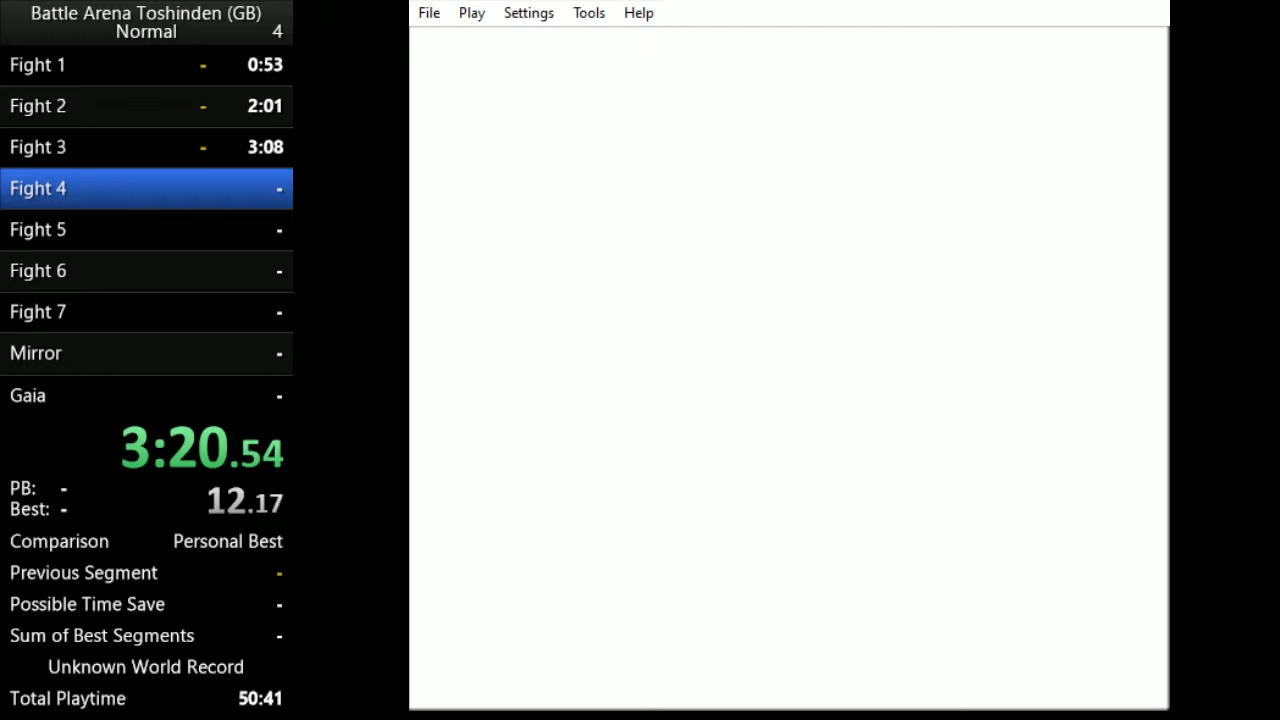 Battle Arena Toshinden (GB)
Normal 4
File Play Settings Tools Help
Fight 1 - 0:53
Fight 2 - 2:01
Fight 3 - 3:08
Fight 4 -
Fight 5 -
Fight 6 -
Fight 7 -
Mirror -
Gaia -
3:20.54
PB: -
Best: - 12.17
Comparison Personal Best
Previous Segment -
Possible Time Save -
Sum of Best Segments -
Unknown World Record
Total Playtime 50:41